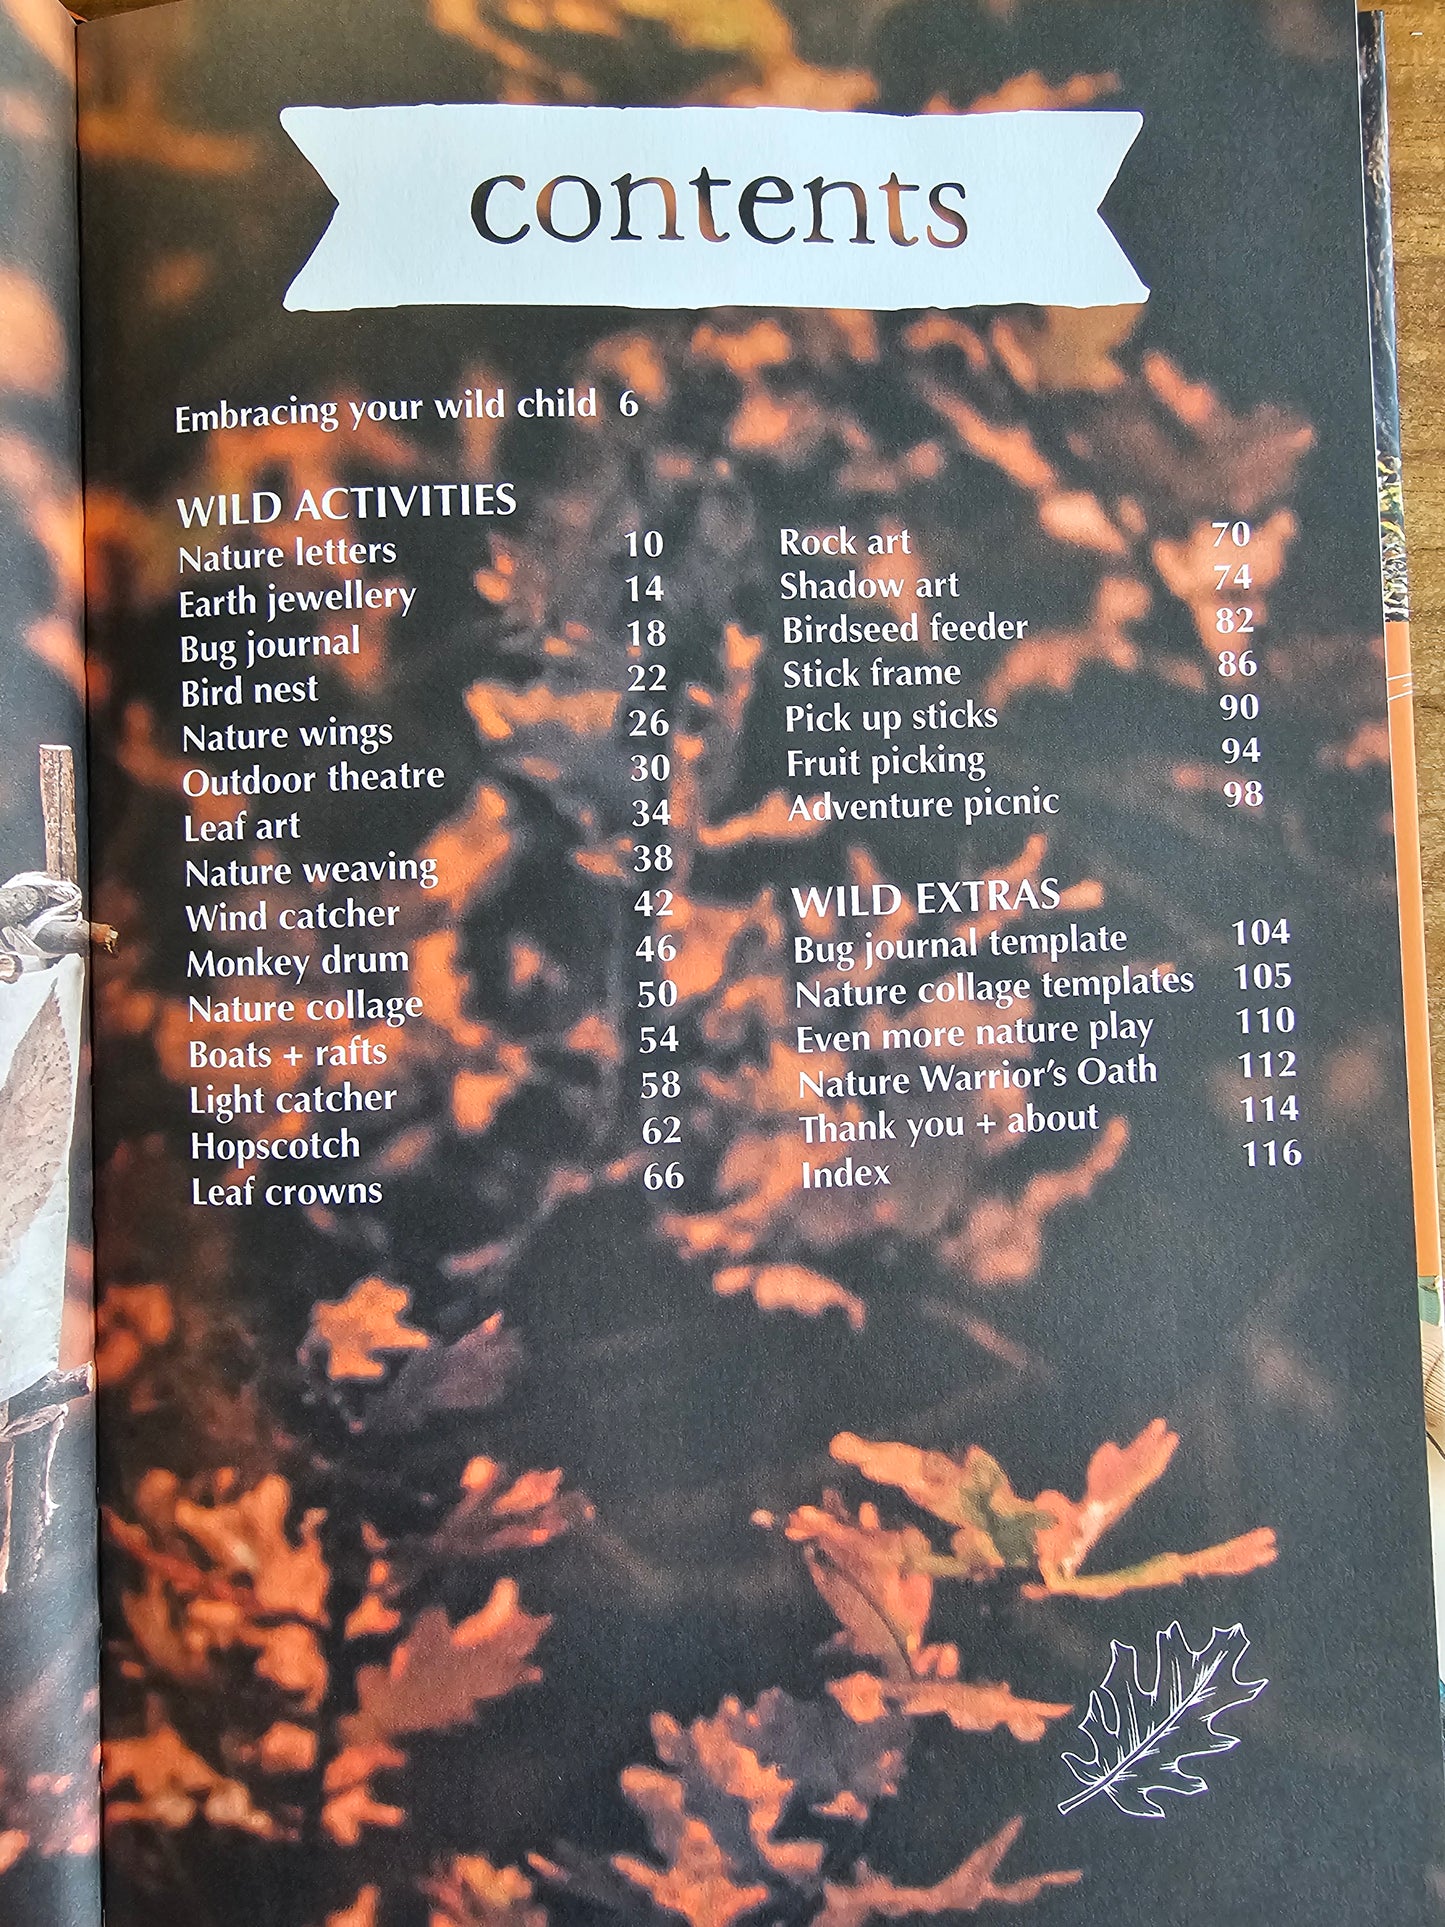 contents
Embracing your wild child 6
WILD ACTIVITIES
Nature letters 10
Earth jewellery 14
Bug journal 18
Bird nest 22
Nature wings 26
Outdoor theatre 30
Leaf art 34
Nature weaving 38
Wind catcher 42
Monkey drum 46
Nature collage 50
Boats + rafts 54
Light catcher 58
Hopscotch 62
Leaf crowns 66
Rock art 70
Shadow art 74
Birdseed feeder 82
Stick frame 86
Pick up sticks 90
Fruit picking 94
Adventure picnic 98
WILD EXTRAS
Bug journal template 104
Nature collage templates 105
Even more nature play 110
Nature Warrior's Oath 112
Thank you + about 114
Index 116